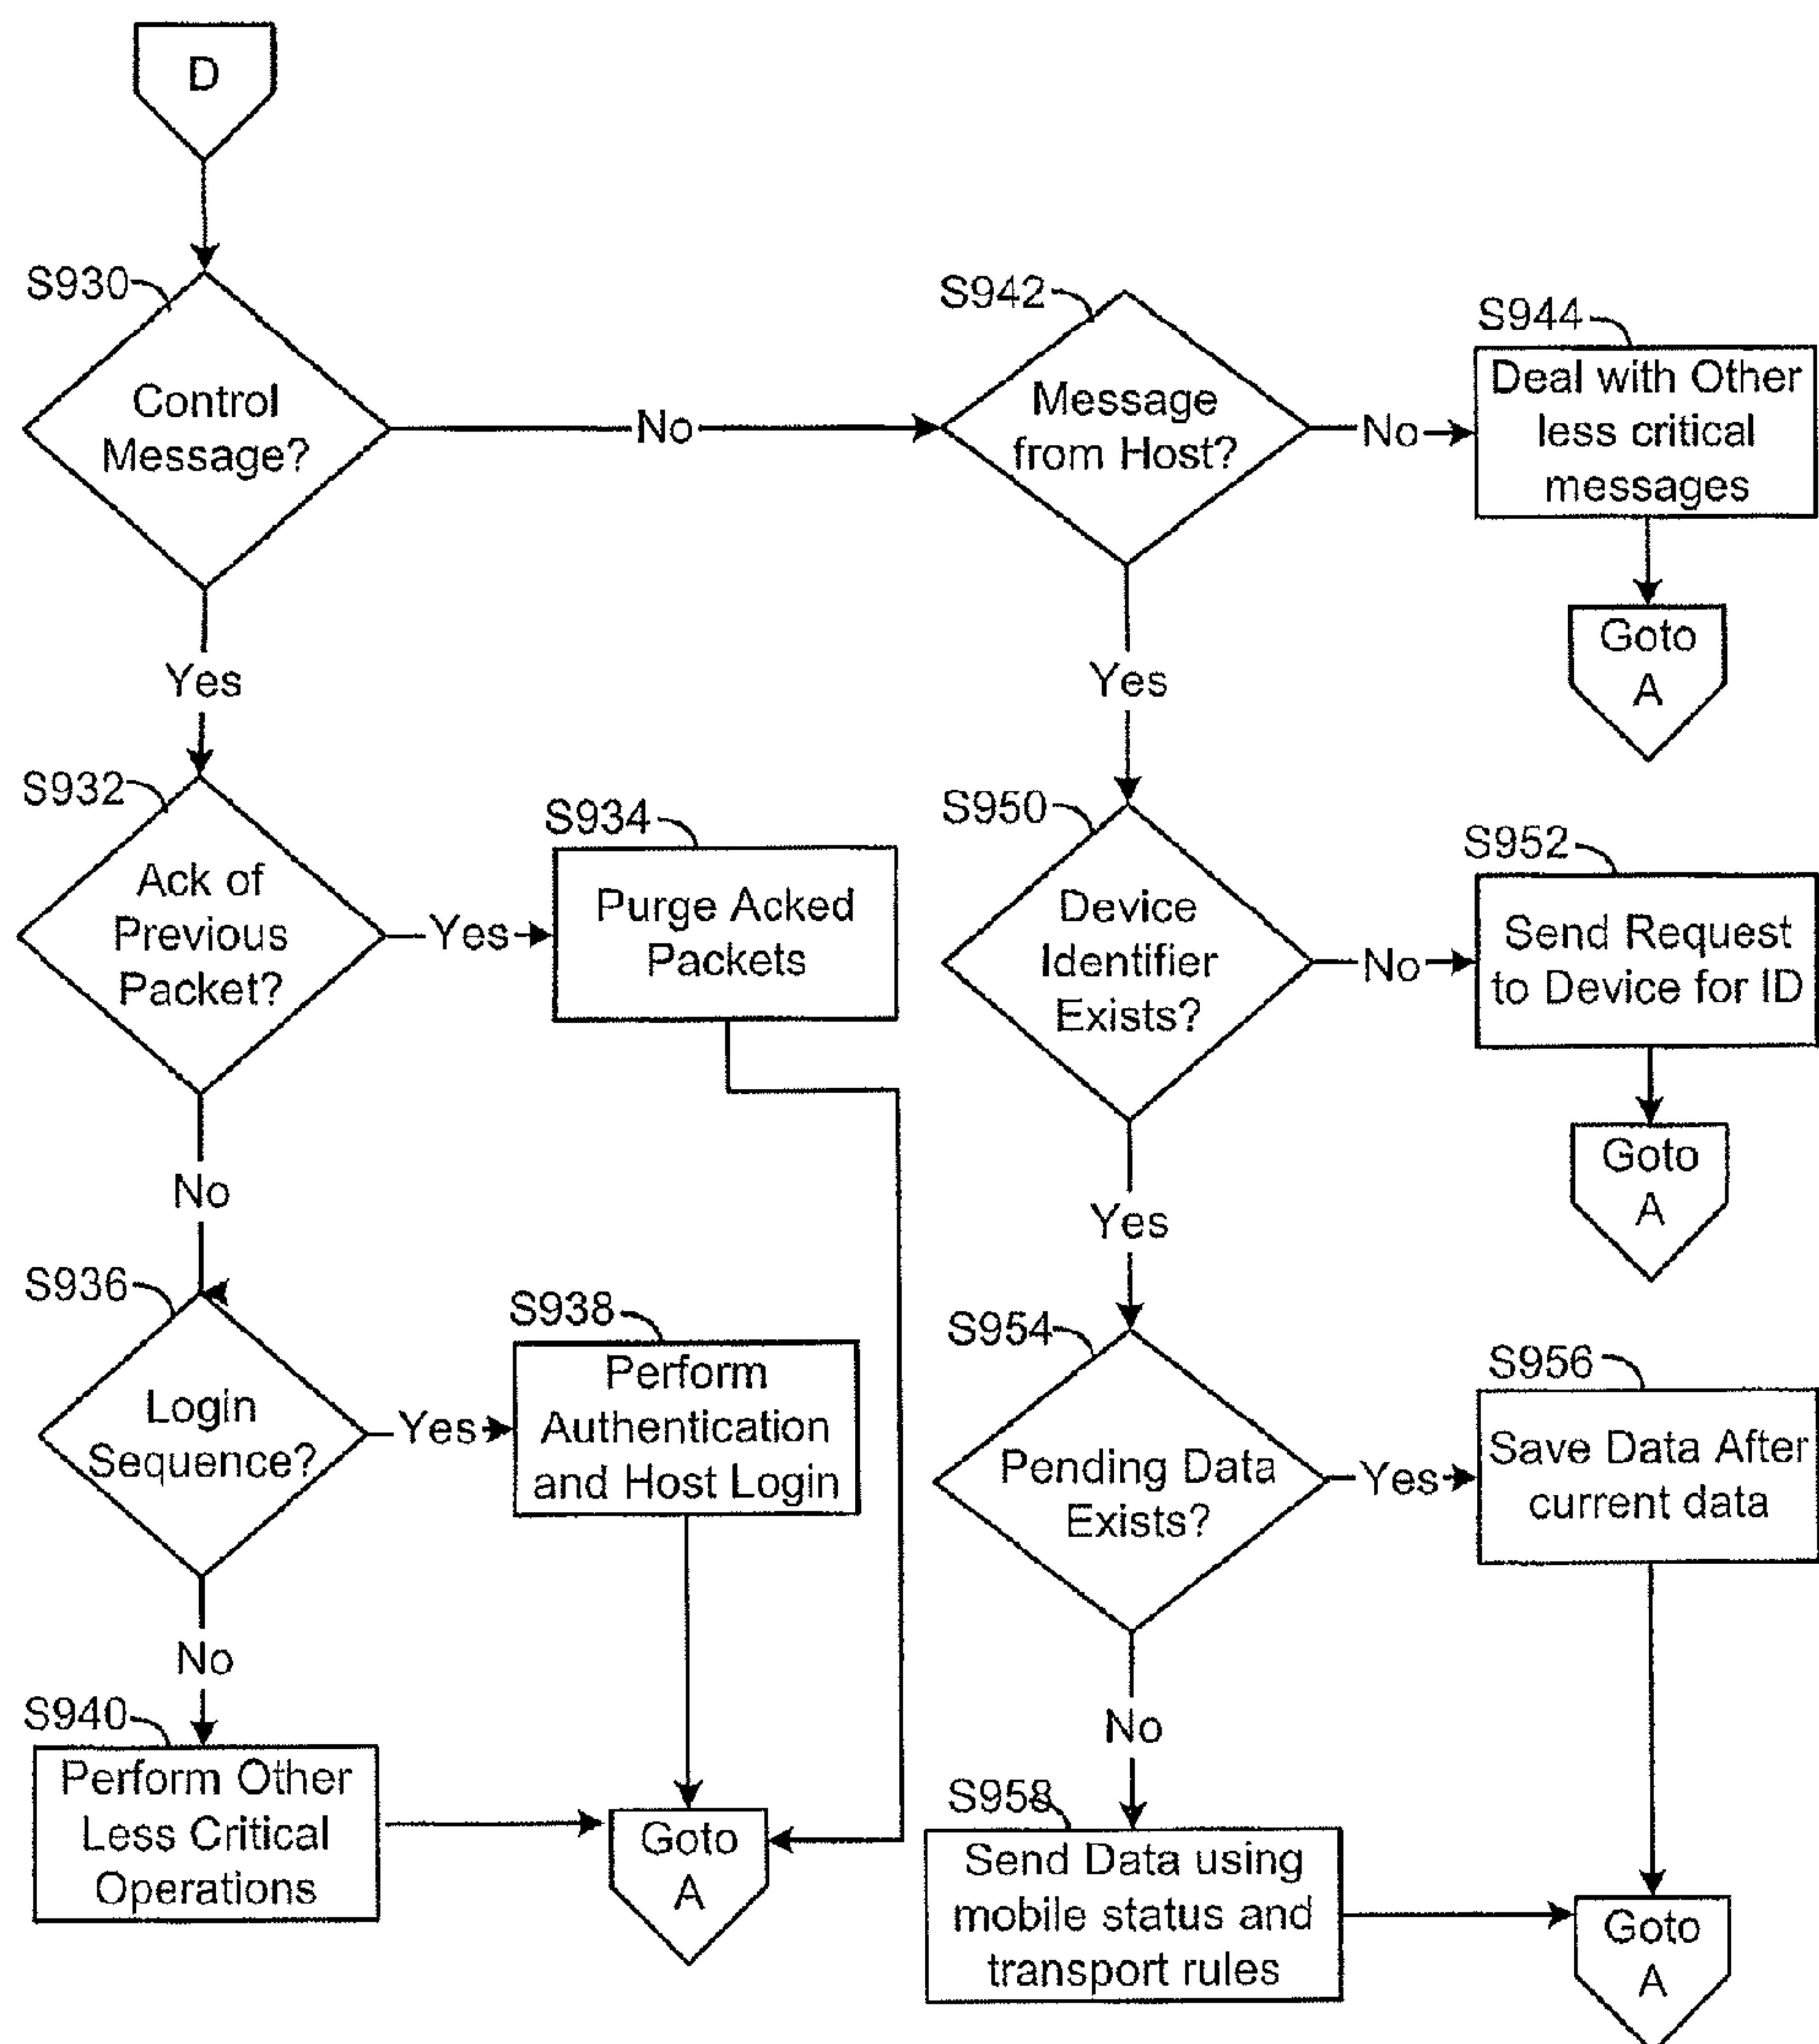 D
S930
Control
Message?
No
S942
Message
from Host?
No
S944
Deal with Other
less critical
messages
Goto
A
Yes
Yes
S932
Ack of
Previous
Packet?
Yes
S934
Purge Acked
Packets
S950
Device
Identifier
Exists?
No
S952
Send Request
to Device for ID
Goto
A
No
Yes
S936
Login
Sequence?
Yes
S938
Perform
Authentication
and Host Login
S954
Pending Data
Exists?
Yes
S956
Save Data After
current data
No
No
S940
Perform Other
Less Critical
Operations
Goto
A
S958
Send Data using
mobile status and
transport rules
Goto
A